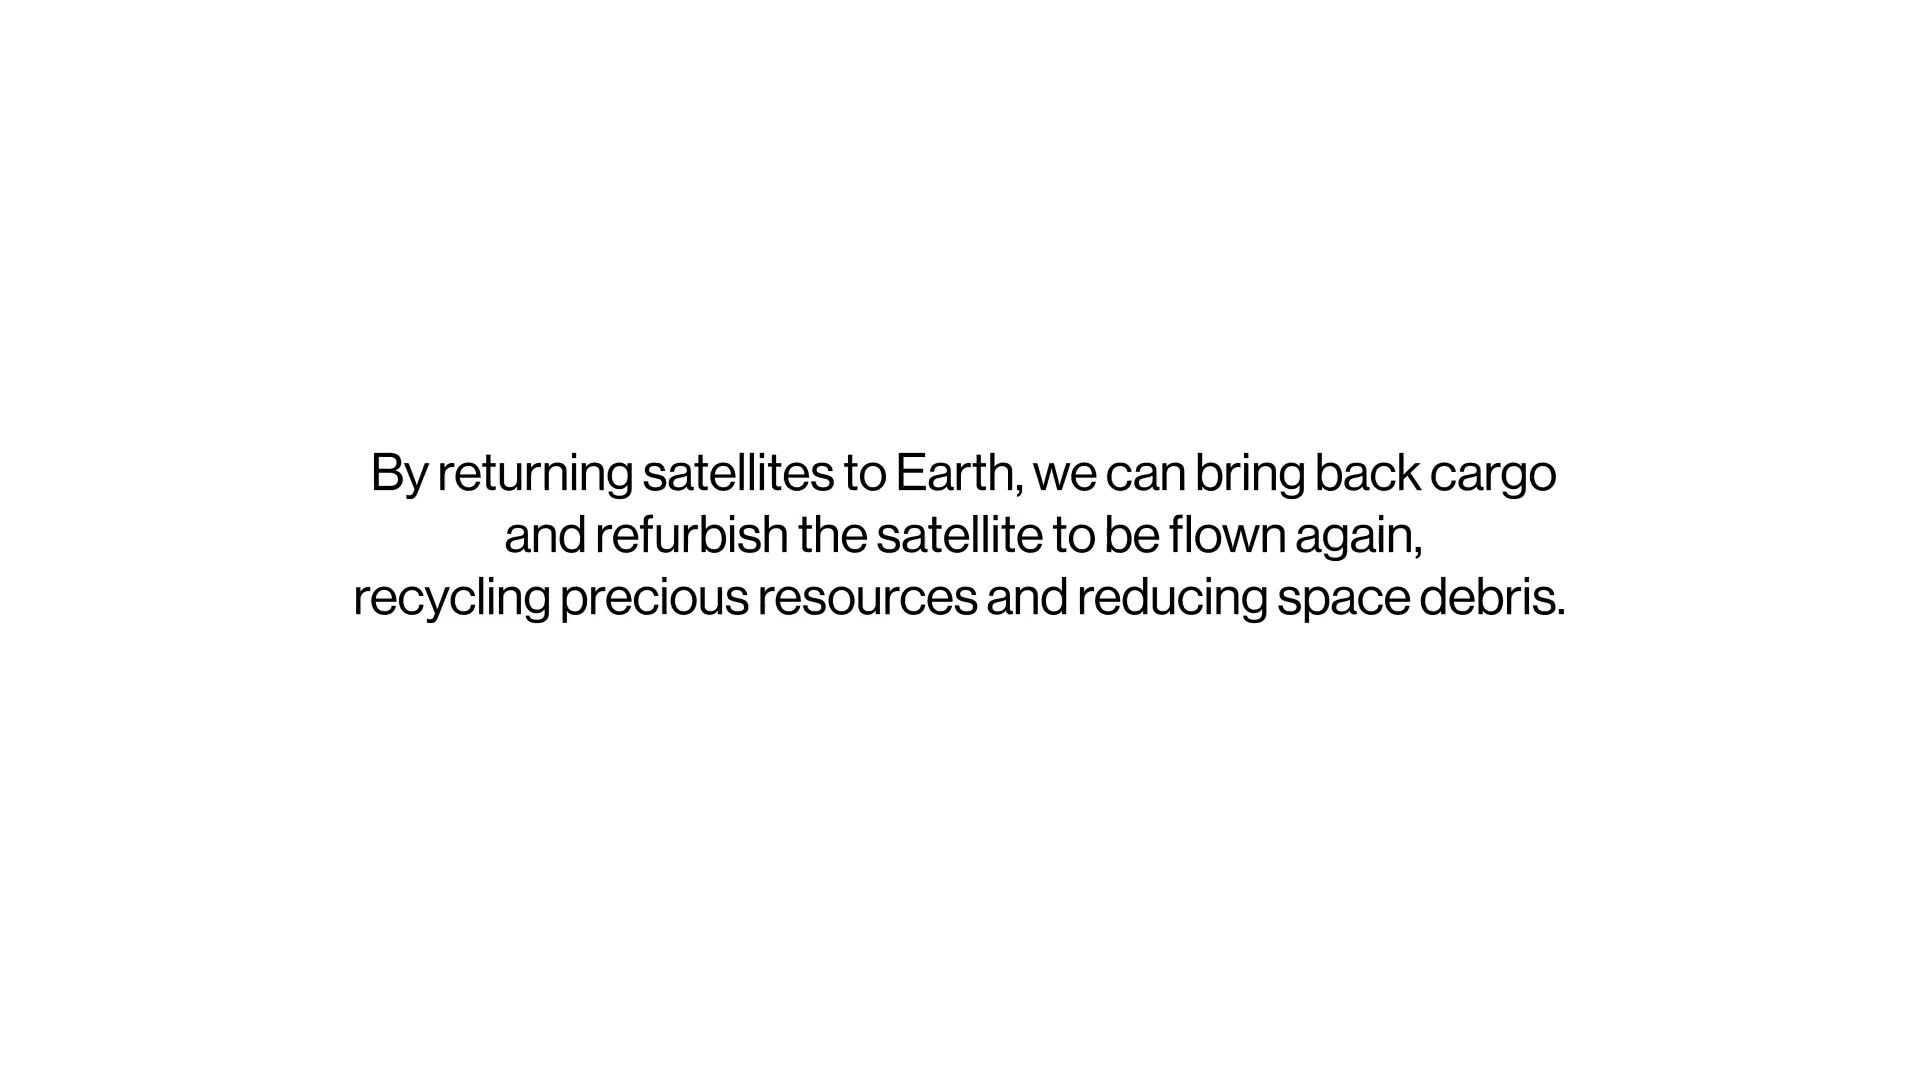 By returning satellites to Earth, we can bring back cargo
and refurbish the satellite to be flown again,
recycling precious resources and reducing space debris.